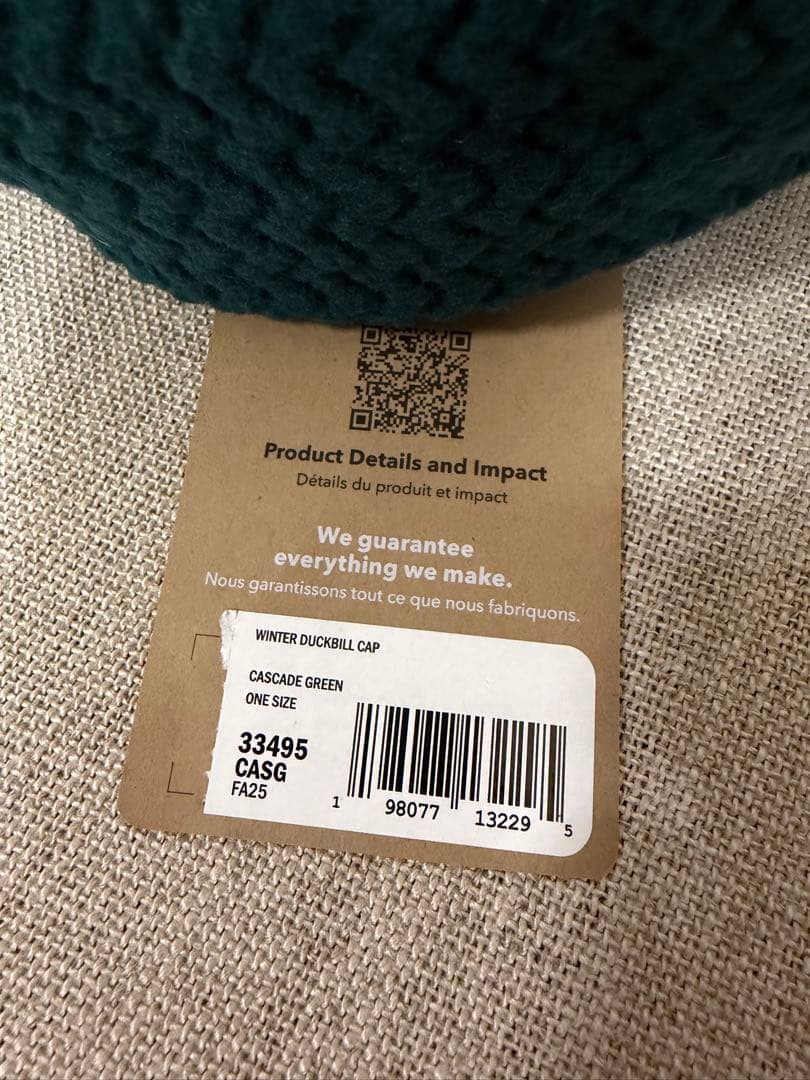 Product Details and Impact
Détails du produit et impact
We guarantee
everything we make.
Nous garantissons tout ce que nous fabriquons.
WINTER DUCKBILL CAP
CASCADE GREEN
ONE SIZE
33495
CASG
FA25
1 98077 13229 5